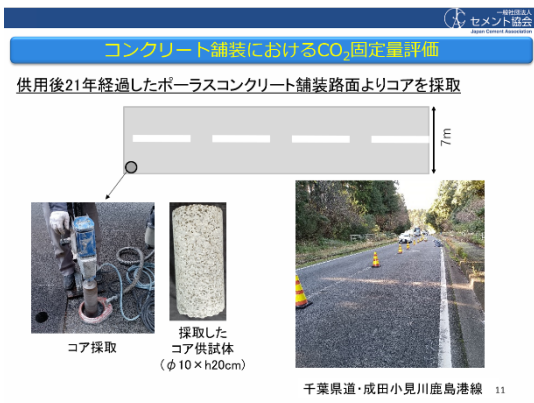 一般社団法人
セメント協会
Japan Cement Association
コンクリート舗装におけるCO₂固定量評価
供用後21年経過したポーラスコンクリート舗装路面よりコアを採取
7m
コア採取
採取した
コア供試体
(φ10×h20cm)
千葉県道・成田小見川鹿島港線
11